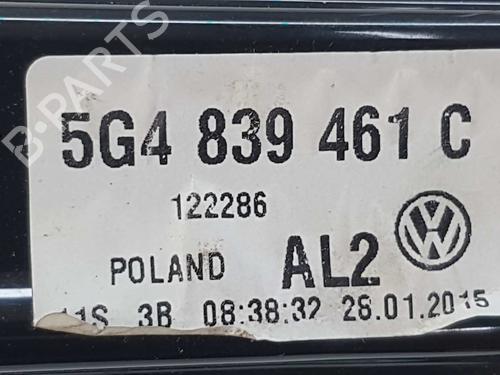 B-PARTS
5G4 839 461 C
122286
POLAND AL2
11S 3B 08:38:32 28.01.2015